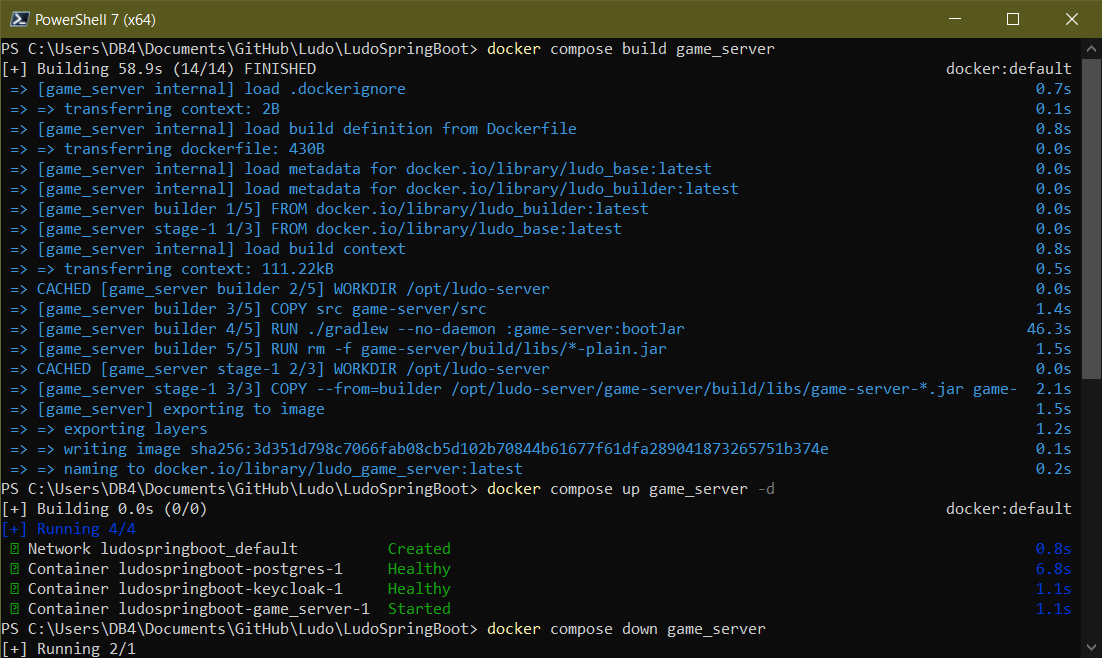 PowerShell 7 (x64)
PS C:\Users\DB4\Documents\GitHub\Ludo\LudoSpringBoot> docker compose build game_server
[+] Building 58.9s (14/14) FINISHED docker:default
=> [game_server internal] load .dockerignore 0.7s
=> => transferring context: 2B 0.1s
=> [game_server internal] load build definition from Dockerfile 0.8s
=> => transferring dockerfile: 430B 0.0s
=> [game_server internal] load metadata for docker.io/library/ludo_base:latest 0.0s
=> [game_server internal] load metadata for docker.io/library/ludo_builder:latest 0.0s
=> [game_server builder 1/5] FROM docker.io/library/ludo_builder:latest 0.0s
=> [game_server stage-1 1/3] FROM docker.io/library/ludo_base:latest 0.0s
=> [game_server internal] load build context 0.8s
=> => transferring context: 111.22kB 0.5s
=> CACHED [game_server builder 2/5] WORKDIR /opt/ludo-server 0.0s
=> [game_server builder 3/5] COPY src game-server/src 1.4s
=> [game_server builder 4/5] RUN ./gradlew --no-daemon :game-server:bootJar 46.3s
=> [game_server builder 5/5] RUN rm -f game-server/build/libs/*-plain.jar 1.5s
=> CACHED [game_server stage-1 2/3] WORKDIR /opt/ludo-server 0.0s
=> [game_server stage-1 3/3] COPY --from=builder /opt/ludo-server/game-server/build/libs/game-server-*.jar game- 2.1s
=> [game_server] exporting to image 1.5s
=> => exporting layers 1.2s
=> => writing image sha256:3d351d798c7066fab08cb5d102b70844b61677f61dfa289041873265751b374e 0.1s
=> => naming to docker.io/library/ludo_game_server:latest 0.2s
PS C:\Users\DB4\Documents\GitHub\Ludo\LudoSpringBoot> docker compose up game_server -d
[+] Building 0.0s (0/0) docker:default
[+] Running 4/4
Network ludospringboot_default Created 0.8s
Container ludospringboot-postgres-1 Healthy 6.8s
Container ludospringboot-keycloak-1 Healthy 1.1s
Container ludospringboot-game_server-1 Started 1.1s
PS C:\Users\DB4\Documents\GitHub\Ludo\LudoSpringBoot> docker compose down game_server
[+] Running 2/1